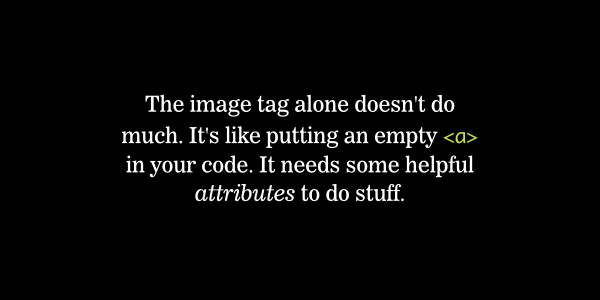 The image tag alone doesn't do
much. It's like putting an empty <a>
in your code. It needs some helpful
attributes to do stuff.